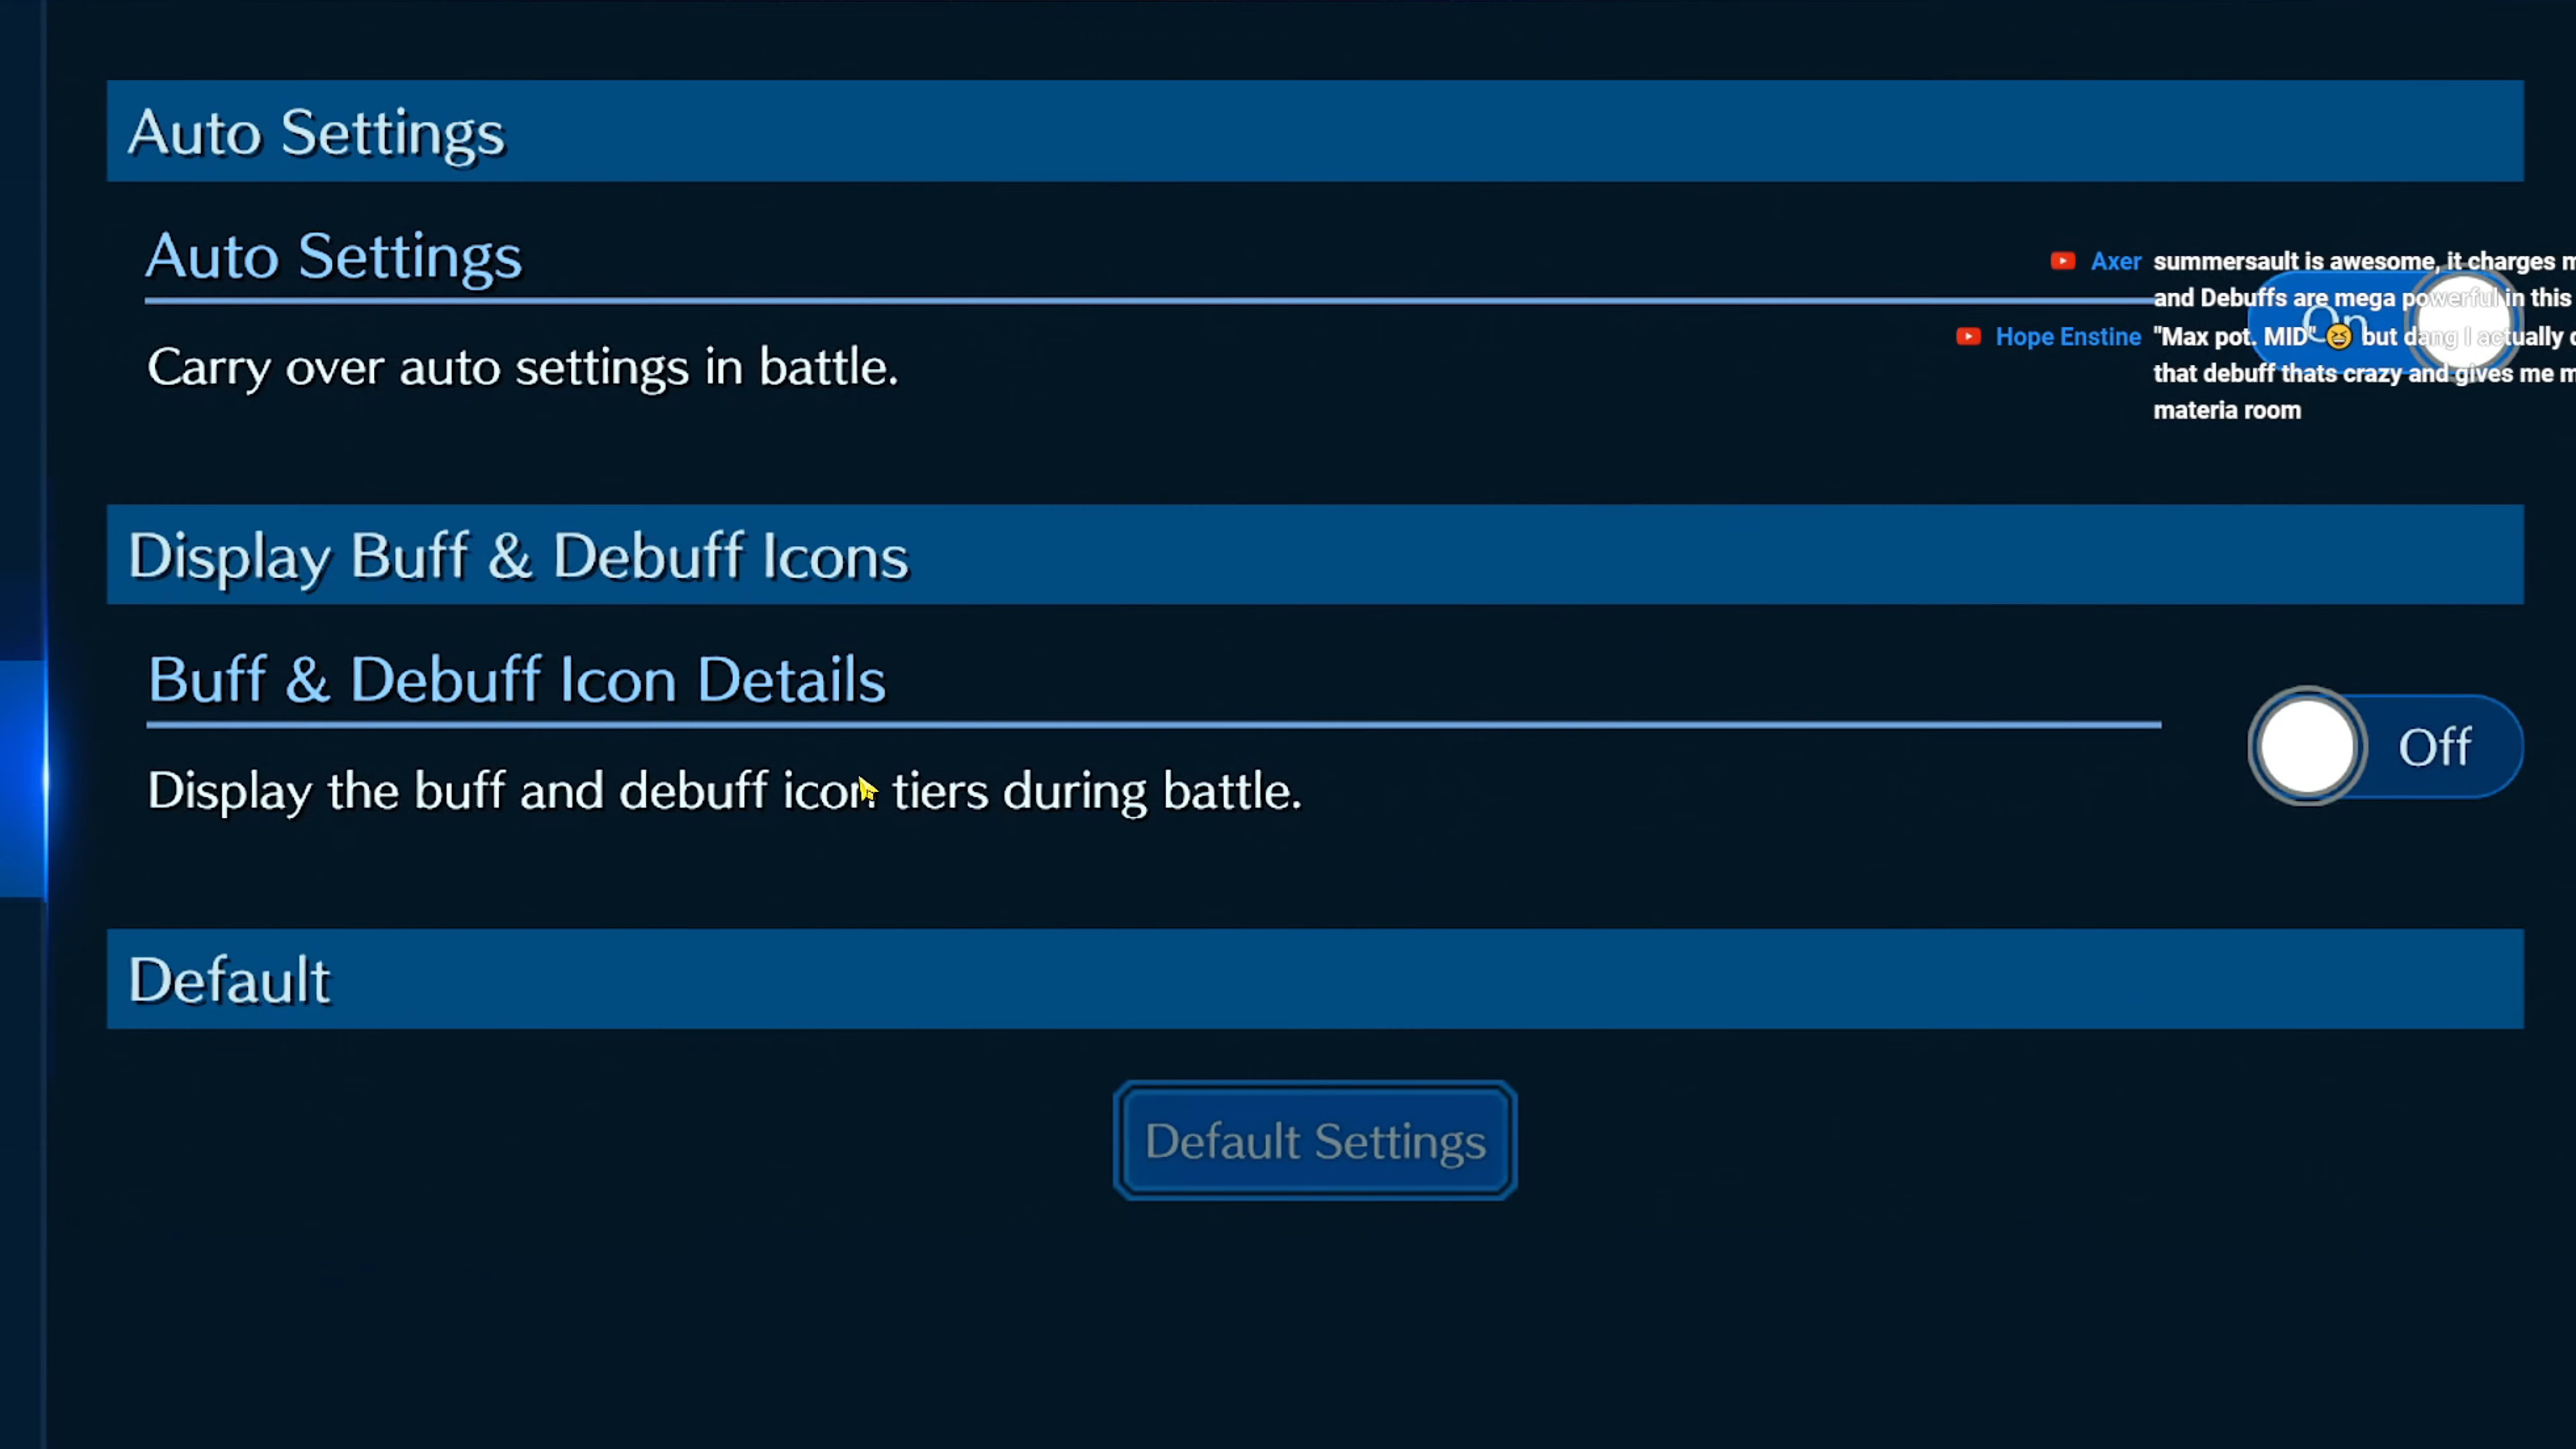 Auto Settings
Auto Settings
On
Carry over auto settings in battle.
Axer summersault is awesome, it charges
and Debuffs are mega powerful in this
Hope Enstine "Max pot. MID" 😆 but dang I actually
that debuff thats crazy and gives me
materia room
Display Buff & Debuff Icons
Buff & Debuff Icon Details
Off
Display the buff and debuff icon tiers during battle.
Default
Default Settings